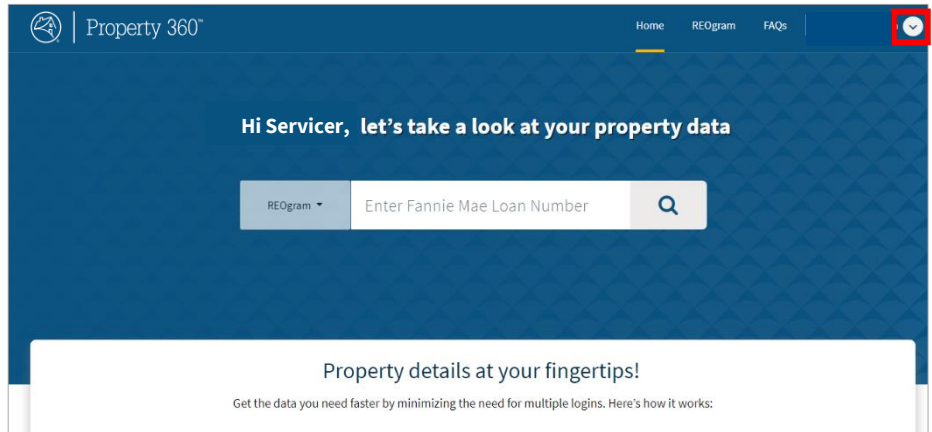 Property 360™
Home REOgram FAQs
Hi Servicer, let's take a look at your property data
REOgram Enter Fannie Mae Loan Number
Property details at your fingertips!
Get the data you need faster by minimizing the need for multiple logins. Here's how it works: